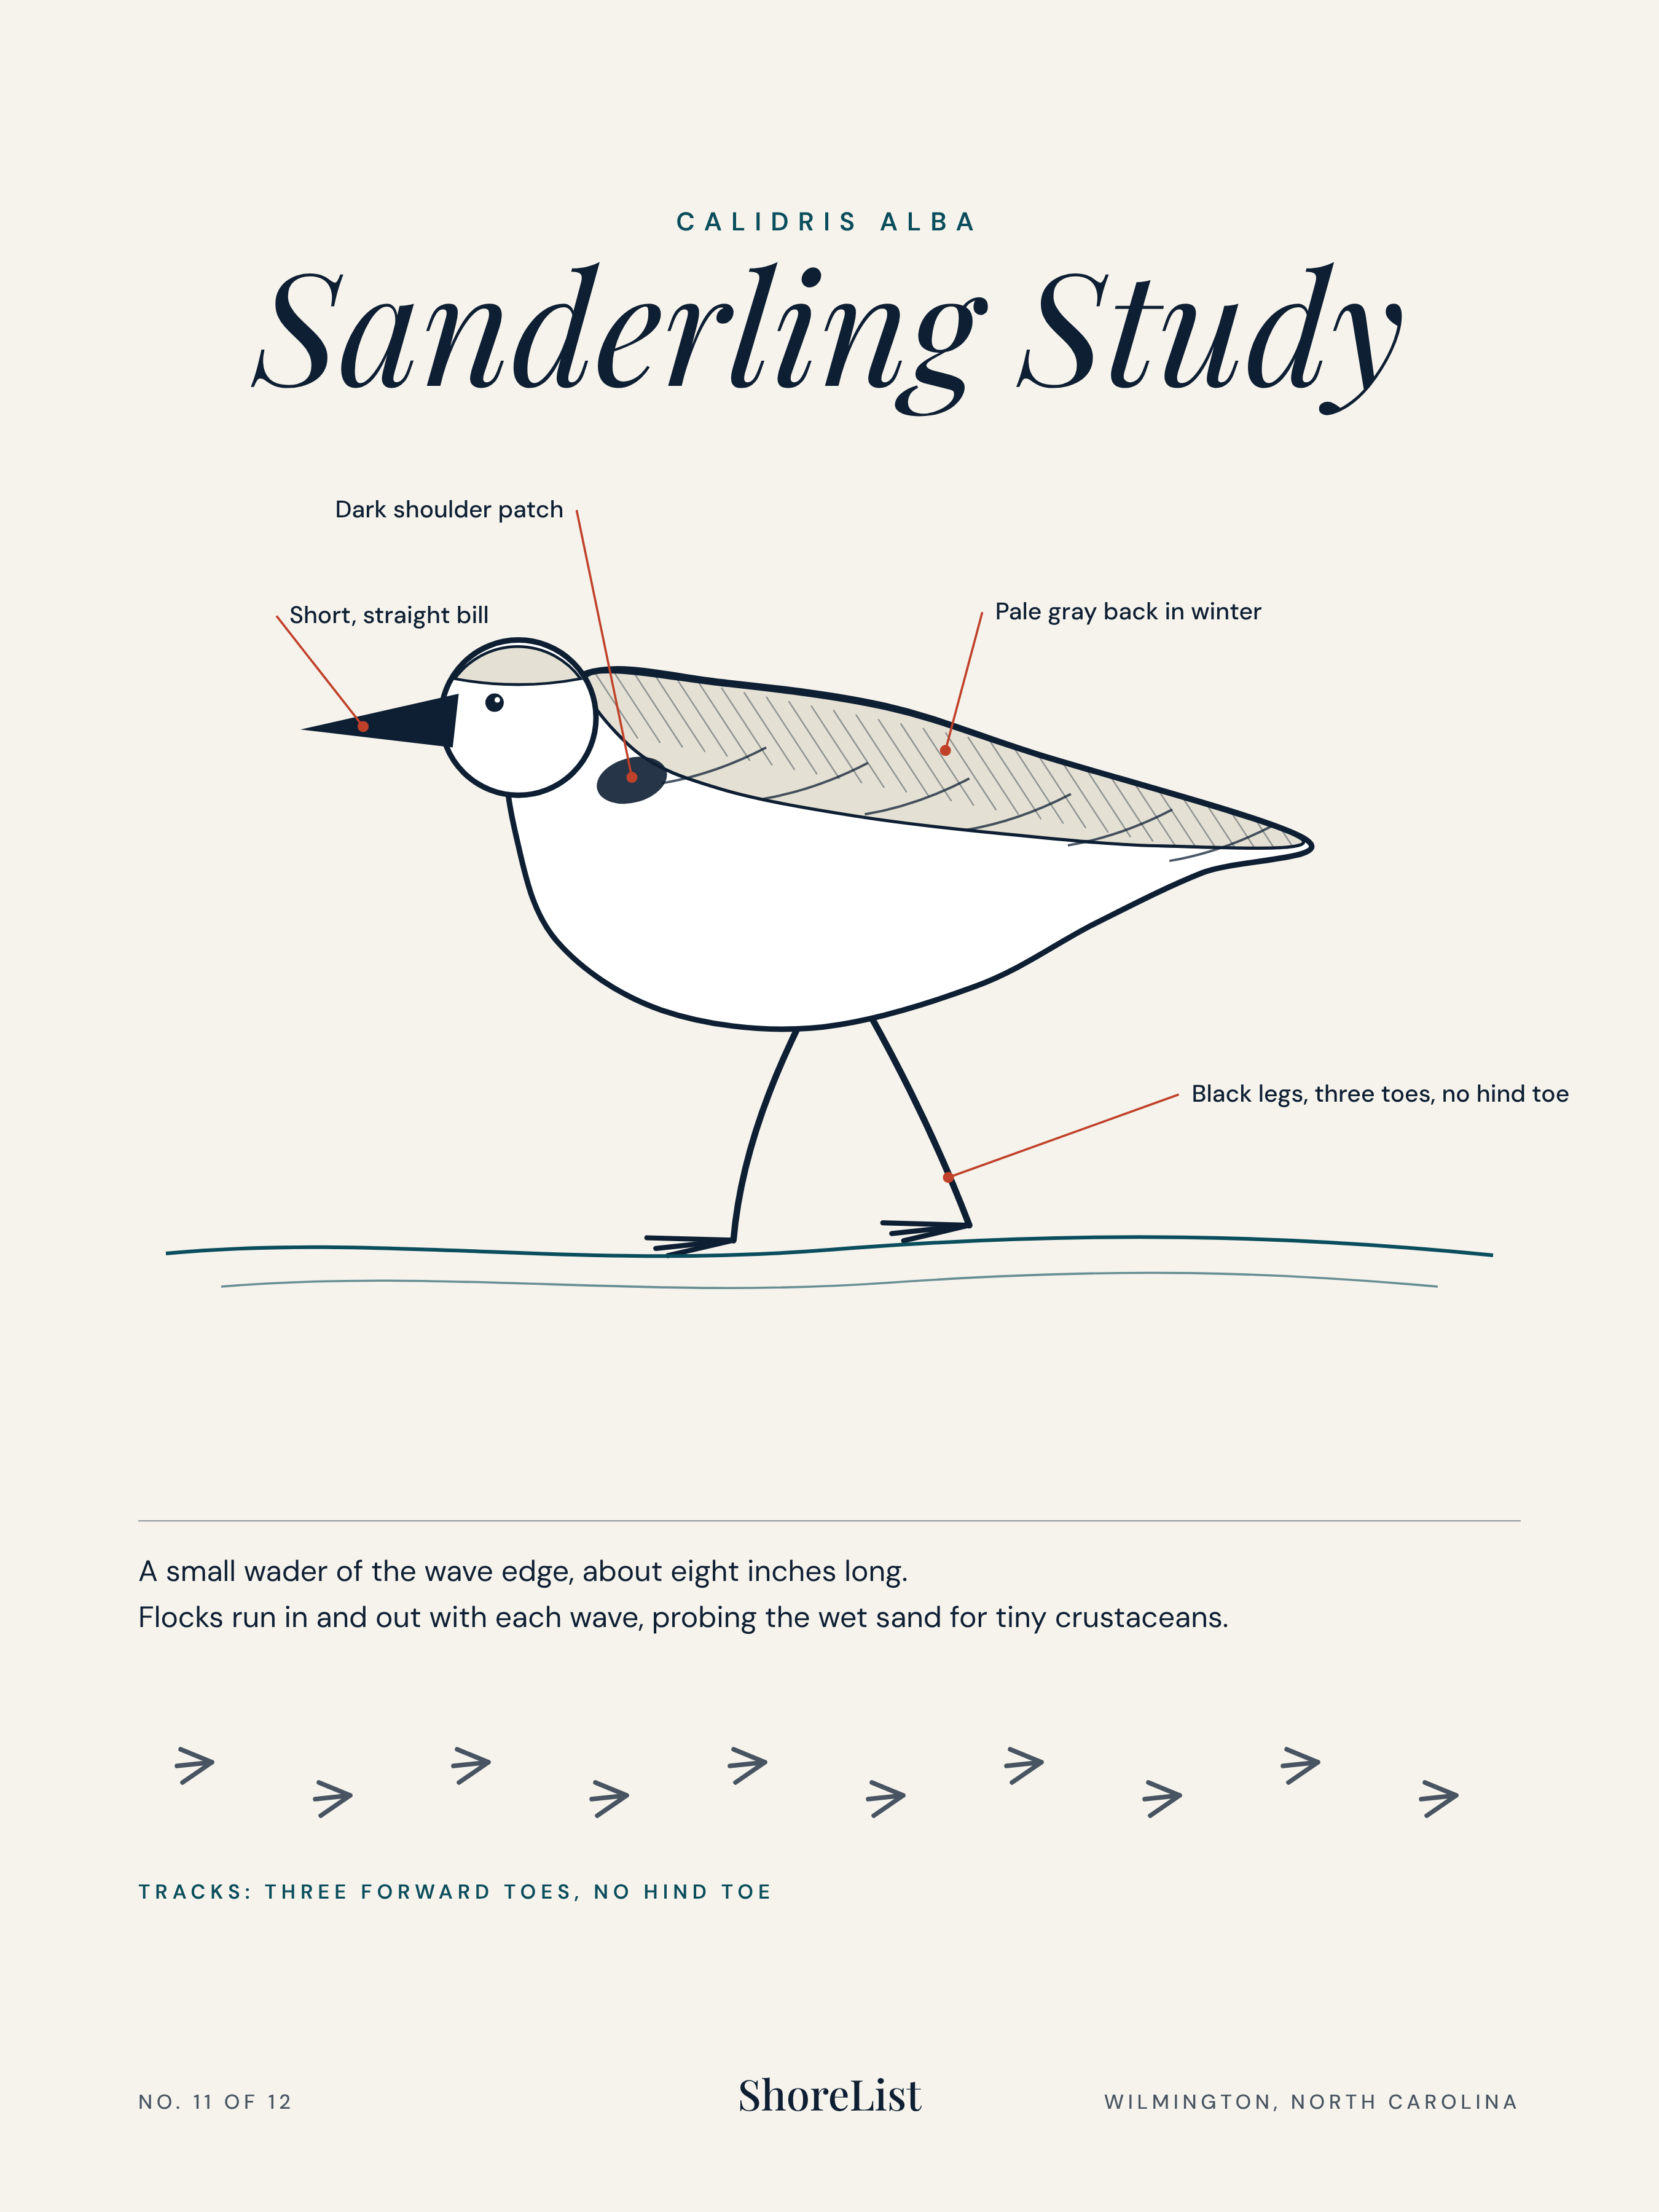 CALIDRIS ALBA
Sanderling Study
Dark shoulder patch
Short, straight bill
Pale gray back in winter
Black legs, three toes, no hind toe
A small wader of the wave edge, about eight inches long.
Flocks run in and out with each wave, probing the wet sand for tiny crustaceans.
TRACKS: THREE FORWARD TOES, NO HIND TOE
NO. 11 OF 12
ShoreList
WILMINGTON, NORTH CAROLINA